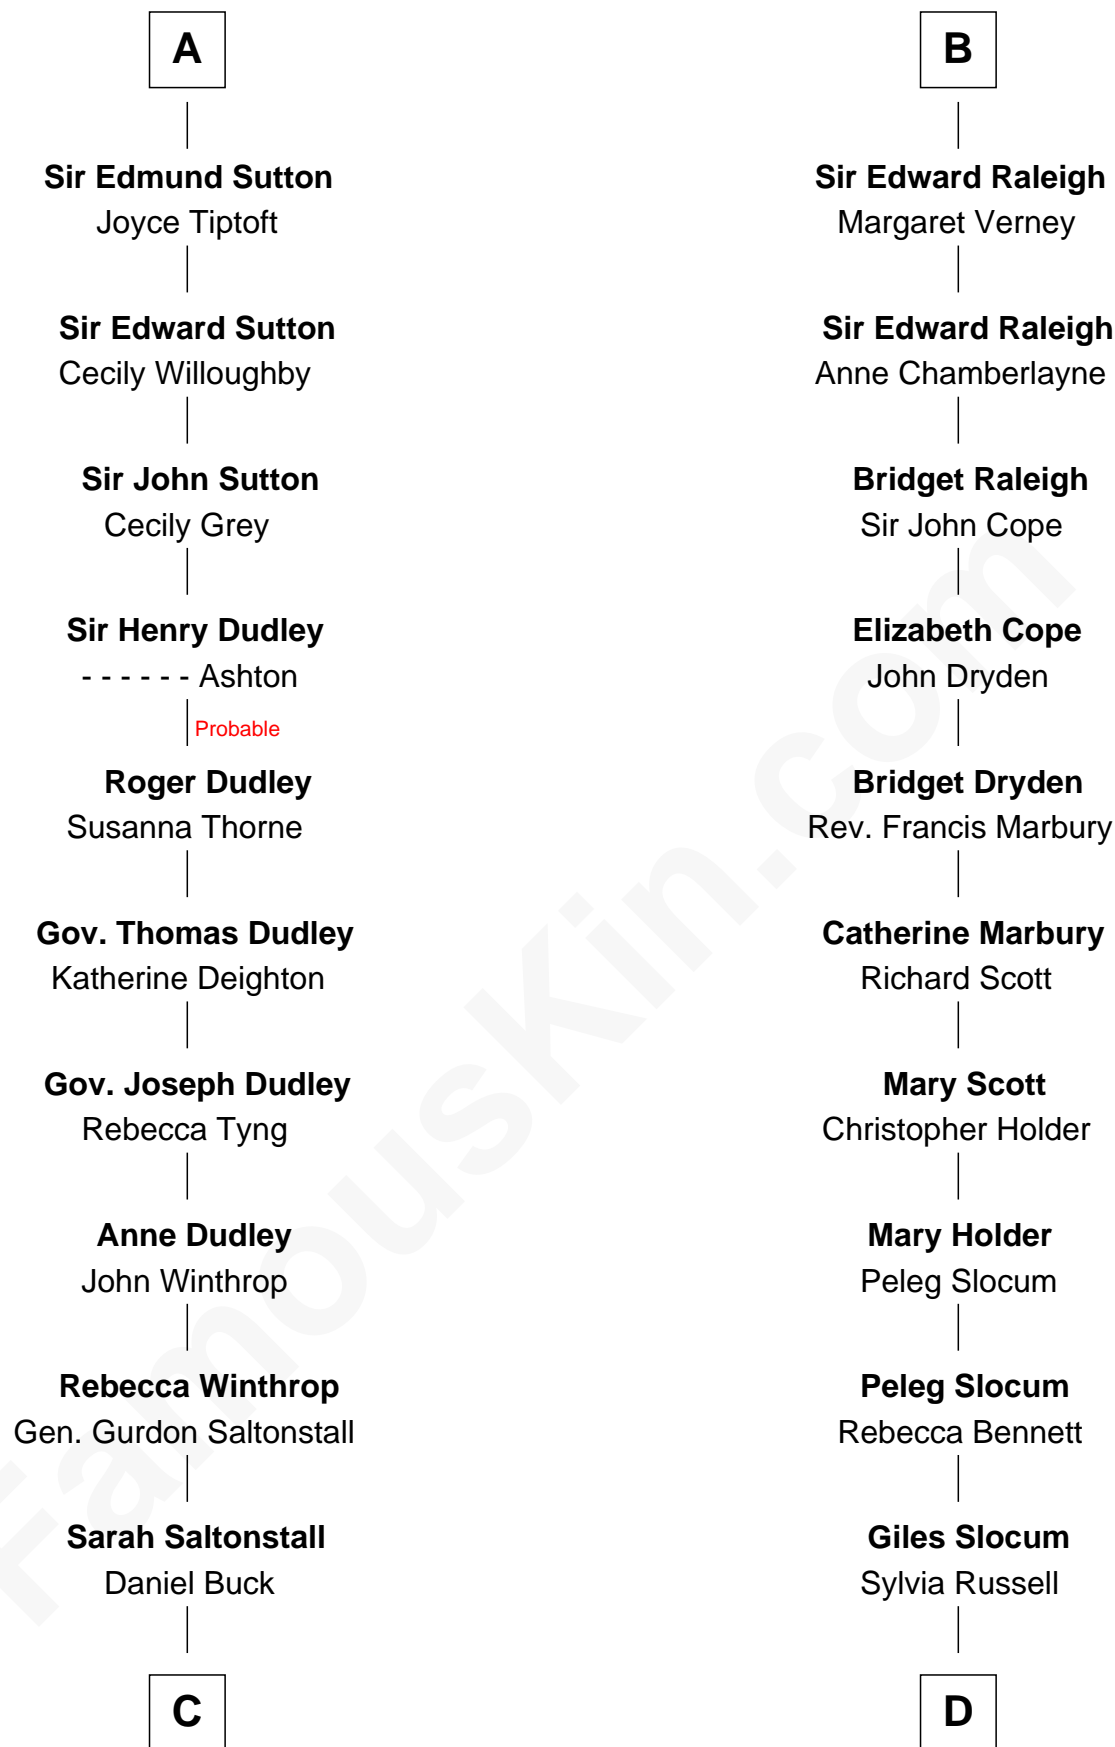 A
Sir Edmund Sutton
Joyce Tiptoft
Sir Edward Sutton
Cecily Willoughby
Sir John Sutton
Cecily Grey
Sir Henry Dudley
- - - - - - Ashton
Probable
Roger Dudley
Susanna Thorne
Gov. Thomas Dudley
Katherine Deighton
Gov. Joseph Dudley
Rebecca Tyng
Anne Dudley
John Winthrop
Rebecca Winthrop
Gen. Gurdon Saltonstall
Sarah Saltonstall
Daniel Buck
C
B
Sir Edward Raleigh
Margaret Verney
Sir Edward Raleigh
Anne Chamberlayne
Bridget Raleigh
Sir John Cope
Elizabeth Cope
John Dryden
Bridget Dryden
Rev. Francis Marbury
Catherine Marbury
Richard Scott
Mary Scott
Christopher Holder
Mary Holder
Peleg Slocum
Peleg Slocum
Rebecca Bennett
Giles Slocum
Sylvia Russell
D
FamousKin.com